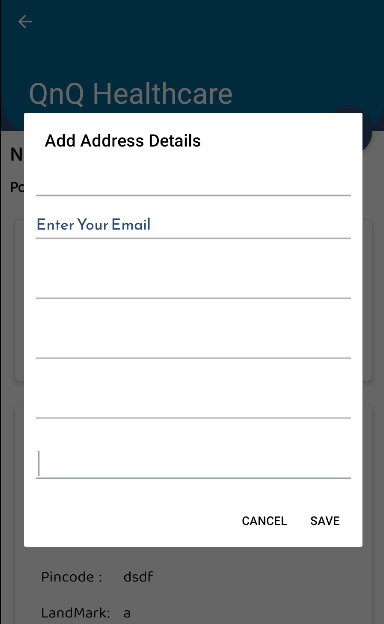 QnQ Healthcare
Add Address Details
N
Po
Enter Your Email
CANCEL SAVE
Pincode : dsdf
LandMark: a